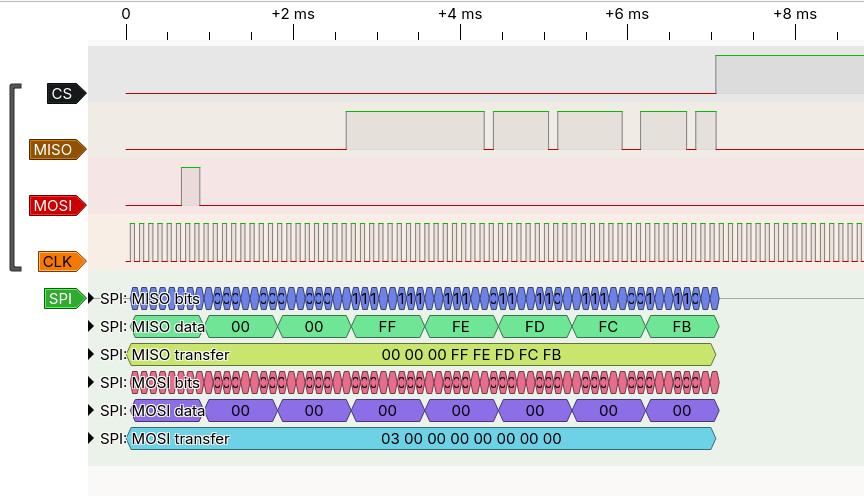 0 +2 ms +4 ms +6 ms +8 ms
CS
MISO
MOSI
CLK
SPI SPI: MISO bits
SPI: MISO data 00 00 FF FE FD FC FB
SPI: MISO transfer 00 00 00 FF FE FD FC FB
SPI: MOSI bits
SPI: MOSI data 00 00 00 00 00 00 00
SPI: MOSI transfer 03 00 00 00 00 00 00 00